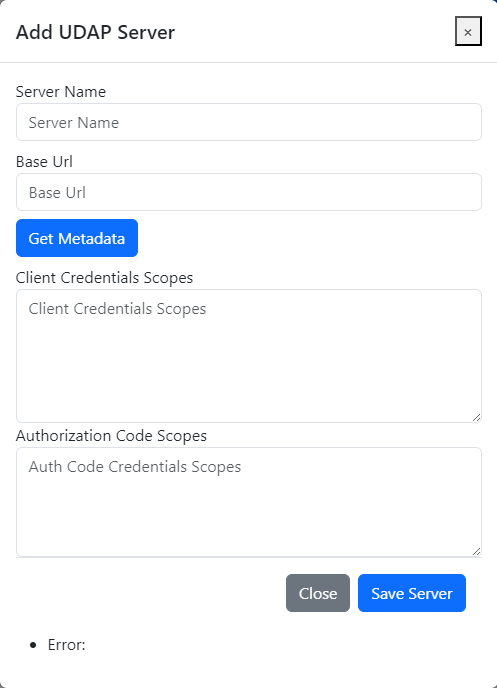 Add UDAP Server
×
Server Name
Server Name
Base Url
Base Url
Get Metadata
Client Credentials Scopes
Client Credentials Scopes
Authorization Code Scopes
Auth Code Credentials Scopes
Close Save Server
• Error: